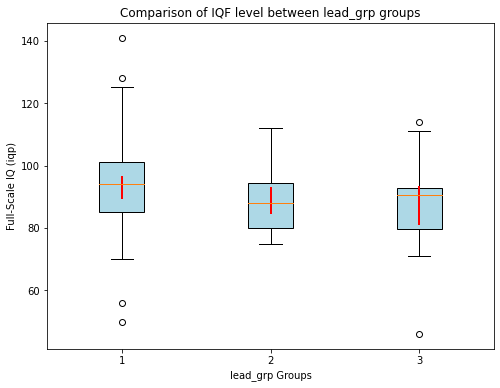 Comparison of IQF level between lead_grp groups
Full-Scale IQ (iqp)
140
120
100
80
60
1 2 3
lead_grp Groups